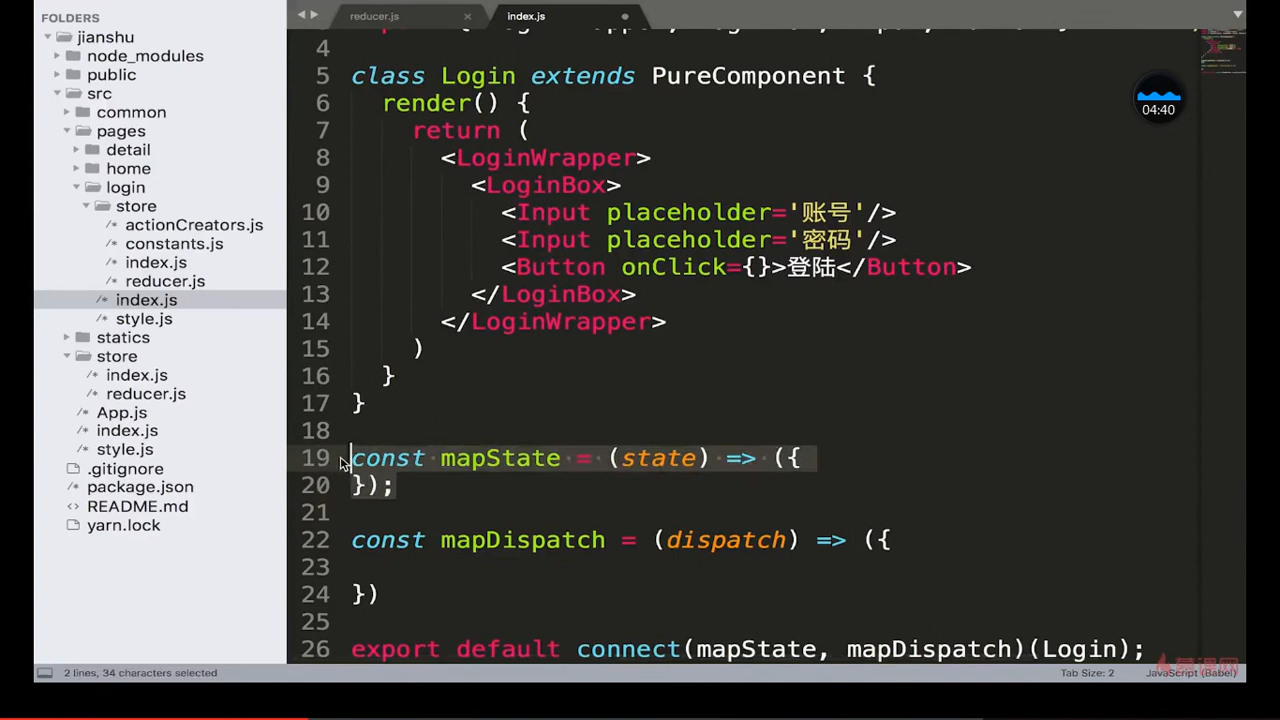 FOLDERS
jianshu
node_modules
public
src
common
pages
detail
home
login
store
actionCreators.js
constants.js
index.js
reducer.js
index.js
style.js
statics
store
index.js
reducer.js
App.js
index.js
style.js
.gitignore
package.json
README.md
yarn.lock
reducer.js
index.js
04:40
4
5 class Login extends PureComponent {
6 render() {
7 return (
8 <LoginWrapper>
9 <LoginBox>
10 <Input placeholder='账号'/>
11 <Input placeholder='密码'/>
12 <Button onClick={}>登陆</Button>
13 </LoginBox>
14 </LoginWrapper>
15 )
16 }
17 }
18
19 const mapState = (state) => ({
20 });
21
22 const mapDispatch = (dispatch) => ({
23
24 })
25
26 export default connect(mapState, mapDispatch)(Login);
慕课网
2 lines, 34 characters selected
Tab Size: 2
JavaScript (Babel)